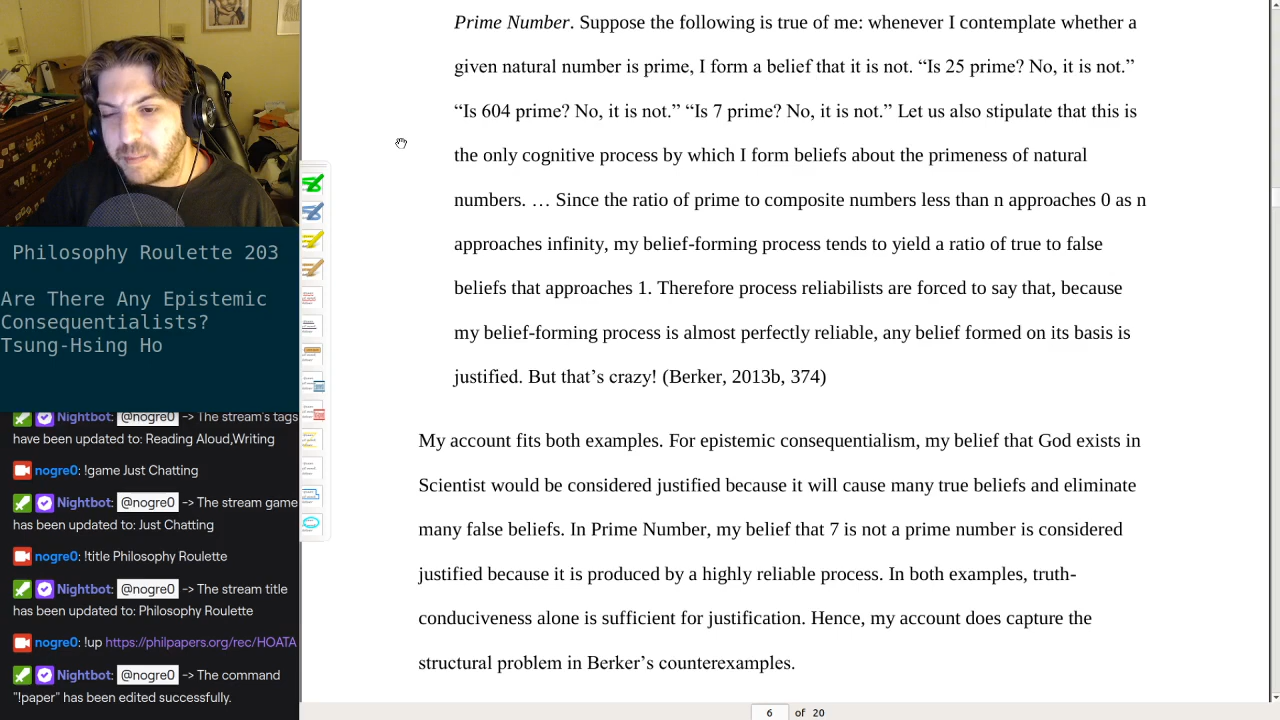 Prime Number. Suppose the following is true of me: whenever I contemplate whether a
given natural number is prime, I form a belief that it is not. “Is 25 prime? No, it is not.”
“Is 604 prime? No, it is not.” “Is 7 prime? No, it is not.” Let us also stipulate that this is
the only cognitive process by which I form beliefs about the primeness of natural
numbers. … Since the ratio of prime to composite numbers less than n approaches 0 as n
approaches infinity, my belief-forming process tends to yield a ratio of true to false
beliefs that approaches 1. Therefore process reliabilists are forced to say that, because
my belief-forming process is almost perfectly reliable, any belief formed on its basis is
justified. But that’s crazy! (Berker, 2013b, 374)
My account fits both examples. For epistemic consequentialism, my belief that God exists in
Scientist would be considered justified because it will cause many true beliefs and eliminate
many false beliefs. In Prime Number, my belief that 7 is not a prime number is considered
justified because it is produced by a highly reliable process. In both examples, truth-
conduciveness alone is sufficient for justification. Hence, my account does capture the
structural problem in Berker’s counterexamples.
6 of 20
Philosophy Roulette 203
Are There Any Epistemic
Consequentialists?
Tsung-Hsing Ho
Nightbot: @nogre0 -> The stream's tags
been updated to: Reading Aloud,Writing
nogre0: !game Just Chatting
Nightbot: @nogre0 -> The stream game
has been updated to: Just Chatting
nogre0: !title Philosophy Roulette
Nightbot: @nogre0 -> The stream title
has been updated to: Philosophy Roulette
nogre0: !up https://philpapers.org/rec/HOATA
Nightbot: @nogre0 -> The command
"!paper" has been edited successfully.